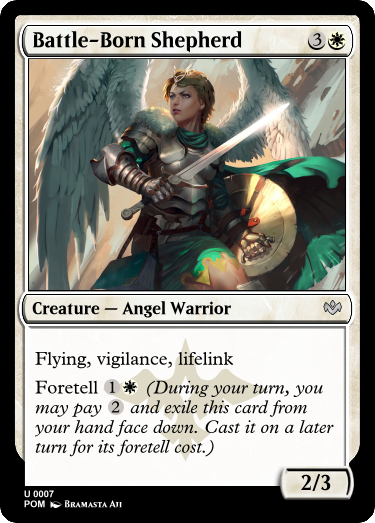 Battle-Born Shepherd 3
Creature — Angel Warrior
Flying, vigilance, lifelink
Foretell 1 (During your turn, you
may pay 2 and exile this card from
your hand face down. Cast it on a later
turn for its foretell cost.)
2/3
U 0007
POM Bramasta Aji